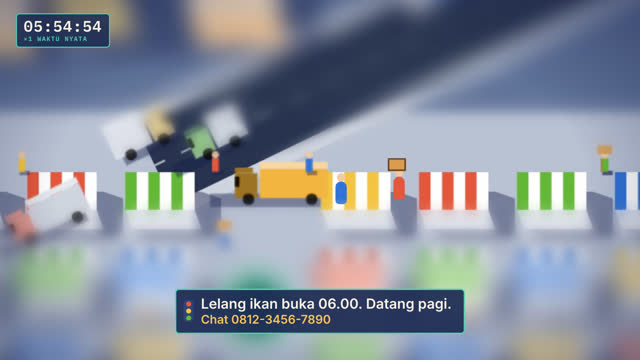 05:54:54
×1 WAKTU NYATA
Lelang ikan buka 06.00. Datang pagi.
Chat 0812-3456-7890